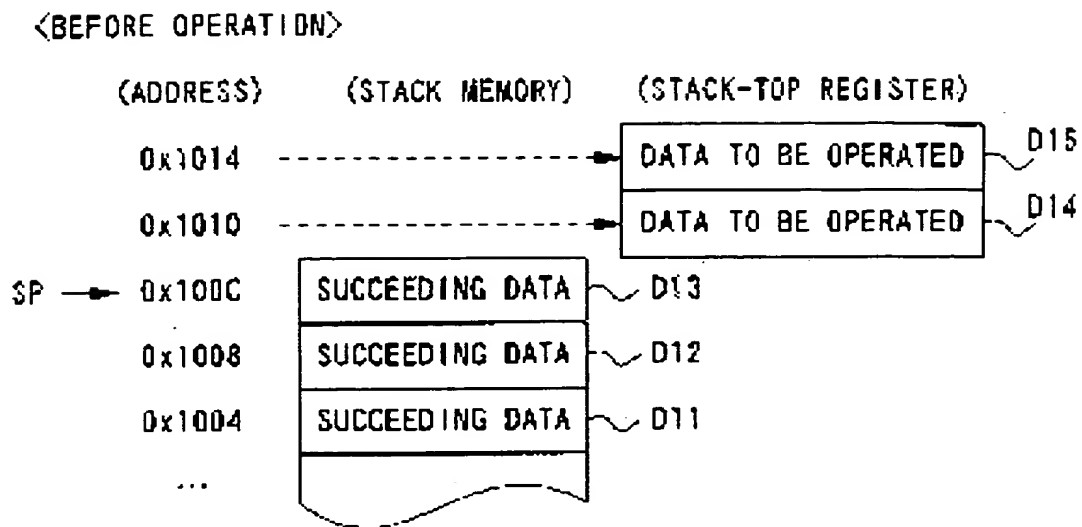 <BEFORE OPERATION>
(ADDRESS) (STACK MEMORY) (STACK-TOP REGISTER)
0x1014 DATA TO BE OPERATED D15
0x1010 DATA TO BE OPERATED D14
SP 0x100C SUCCEEDING DATA D13
0x1008 SUCCEEDING DATA D12
0x1004 SUCCEEDING DATA D11
...